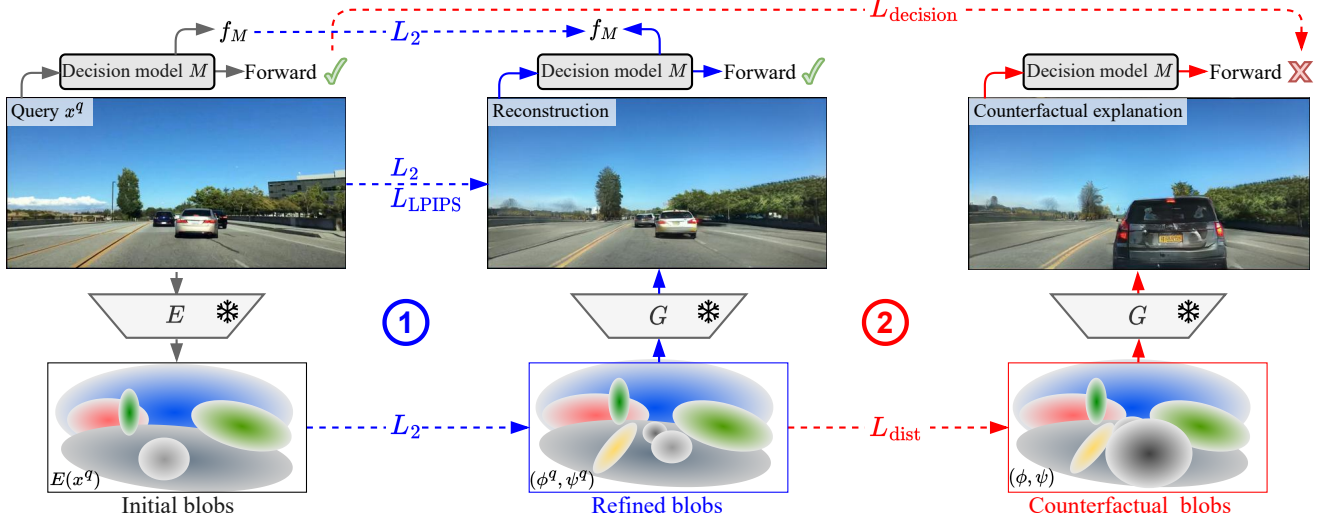 L_decision
f_M
L_2
f_M
Decision model M
Forward
Decision model M
Forward
Decision model M
Forward
Query x^q
Reconstruction
Counterfactual explanation
L_2
L_LPIPS
E
1
G
2
G
L_2
L_dist
E(x^q)
(ϕ^q, ψ^q)
(ϕ, ψ)
Initial blobs
Refined blobs
Counterfactual blobs